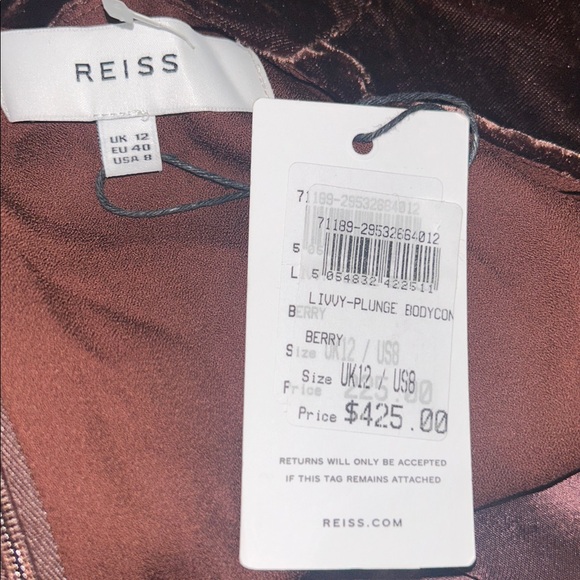 REISS
UK 12
EU 40
USA 8
71189-29532664012
71189-29532664012
5 054832 422511
LIVVY-PLUNGE BODYCON
BERRY
BERRY
Size UK12 / US8
Size UK12 / US8
Price 225.00
Price $425.00
RETURNS WILL ONLY BE ACCEPTED
IF THIS TAG REMAINS ATTACHED
REISS.COM